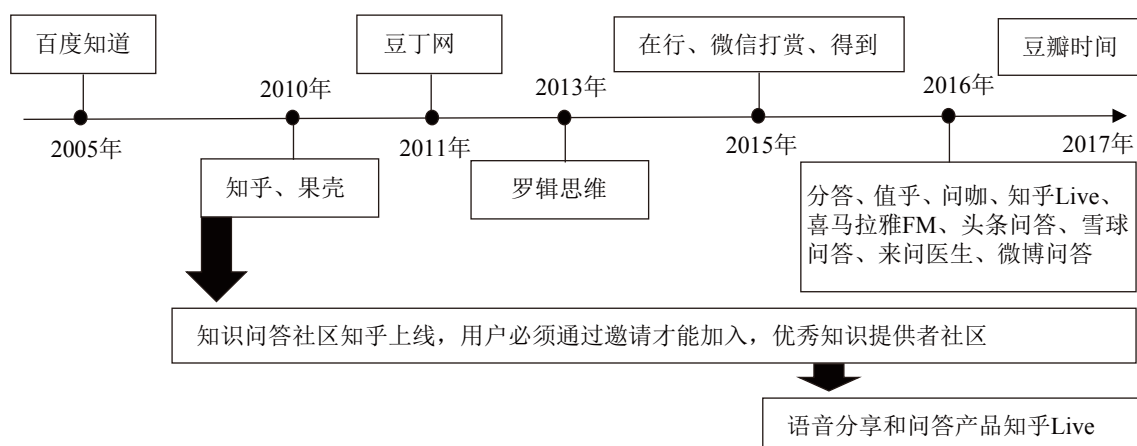 百度知道
豆丁网
在行、微信打赏、得到
豆瓣时间
2010年
2013年
2016年
2005年
2011年
2015年
2017年
知乎、果壳
罗辑思维
分答、值乎、问咖、知乎Live、
喜马拉雅FM、头条问答、雪球
问答、来问医生、微博问答
知识问答社区知乎上线，用户必须通过邀请才能加入，优秀知识提供者社区
语音分享和问答产品知乎Live